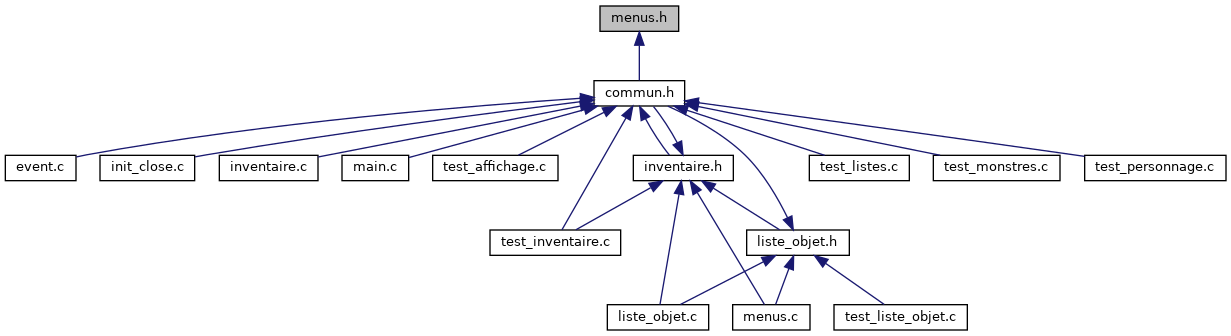 menus.h
commun.h
event.c
init_close.c
inventaire.c
main.c
test_affichage.c
inventaire.h
test_listes.c
test_monstres.c
test_personnage.c
test_inventaire.c
liste_objet.h
liste_objet.c
menus.c
test_liste_objet.c